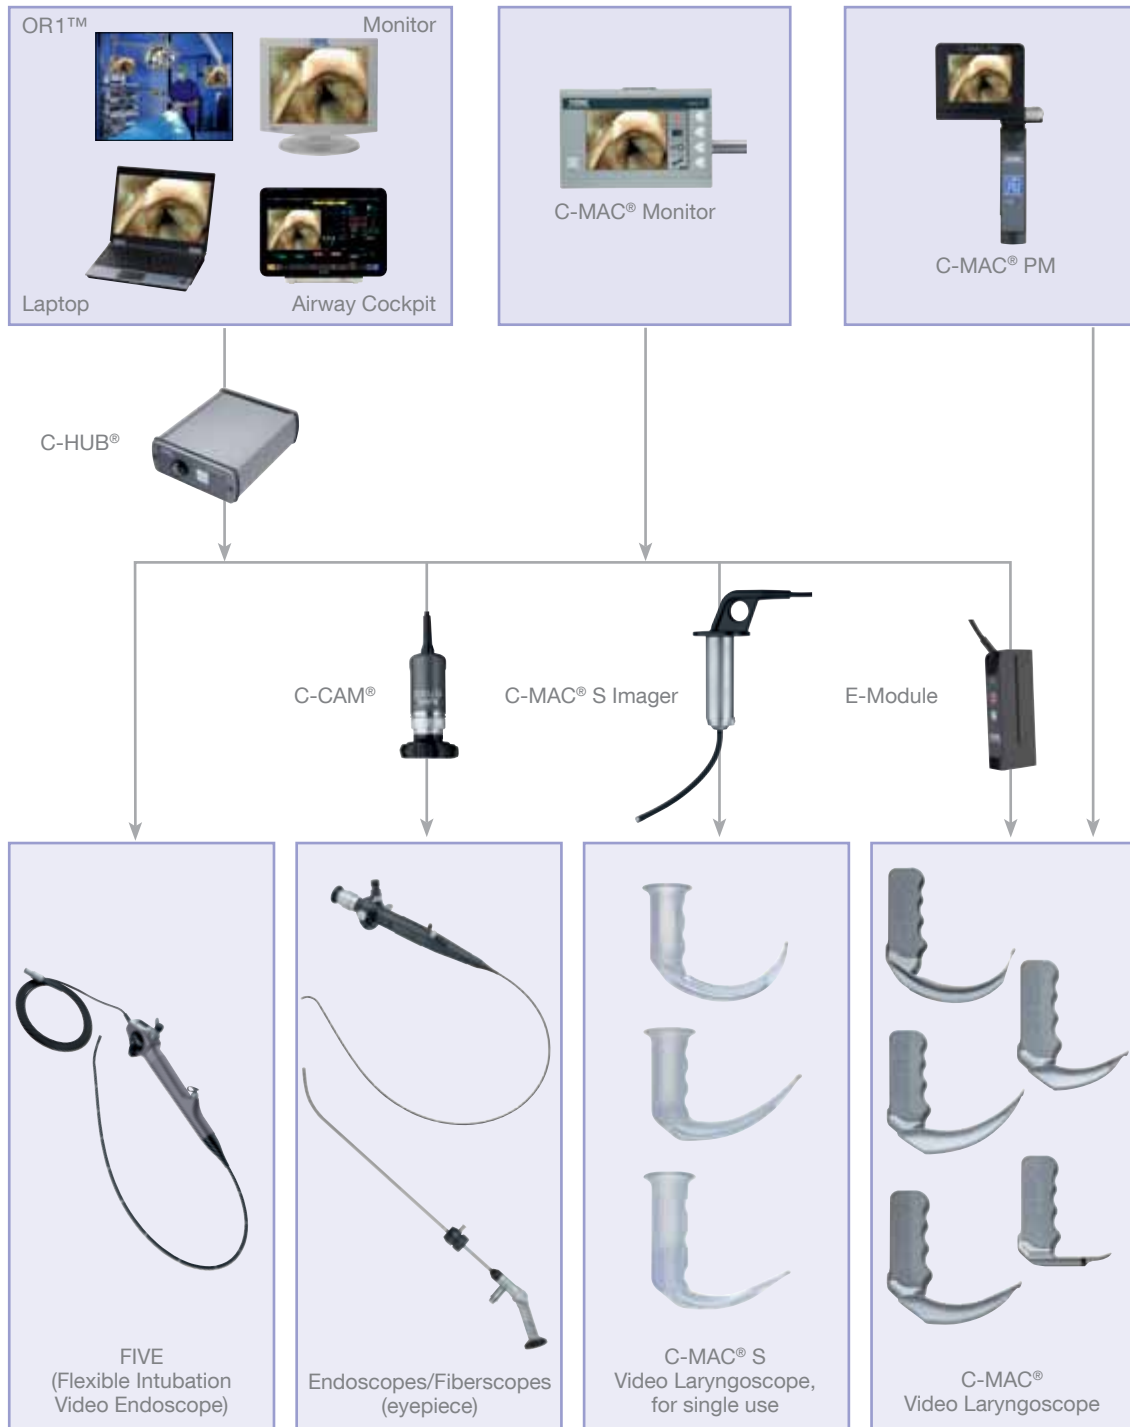 OR1™
Monitor
Laptop
Airway Cockpit
C-MAC® Monitor
C-MAC® PM
C-HUB®
C-CAM®
C-MAC® S Imager
E-Module
FIVE
(Flexible Intubation
Video Endoscope)
Endoscopes/Fiberscopes
(eyepiece)
C-MAC® S
Video Laryngoscope,
for single use
C-MAC®
Video Laryngoscope